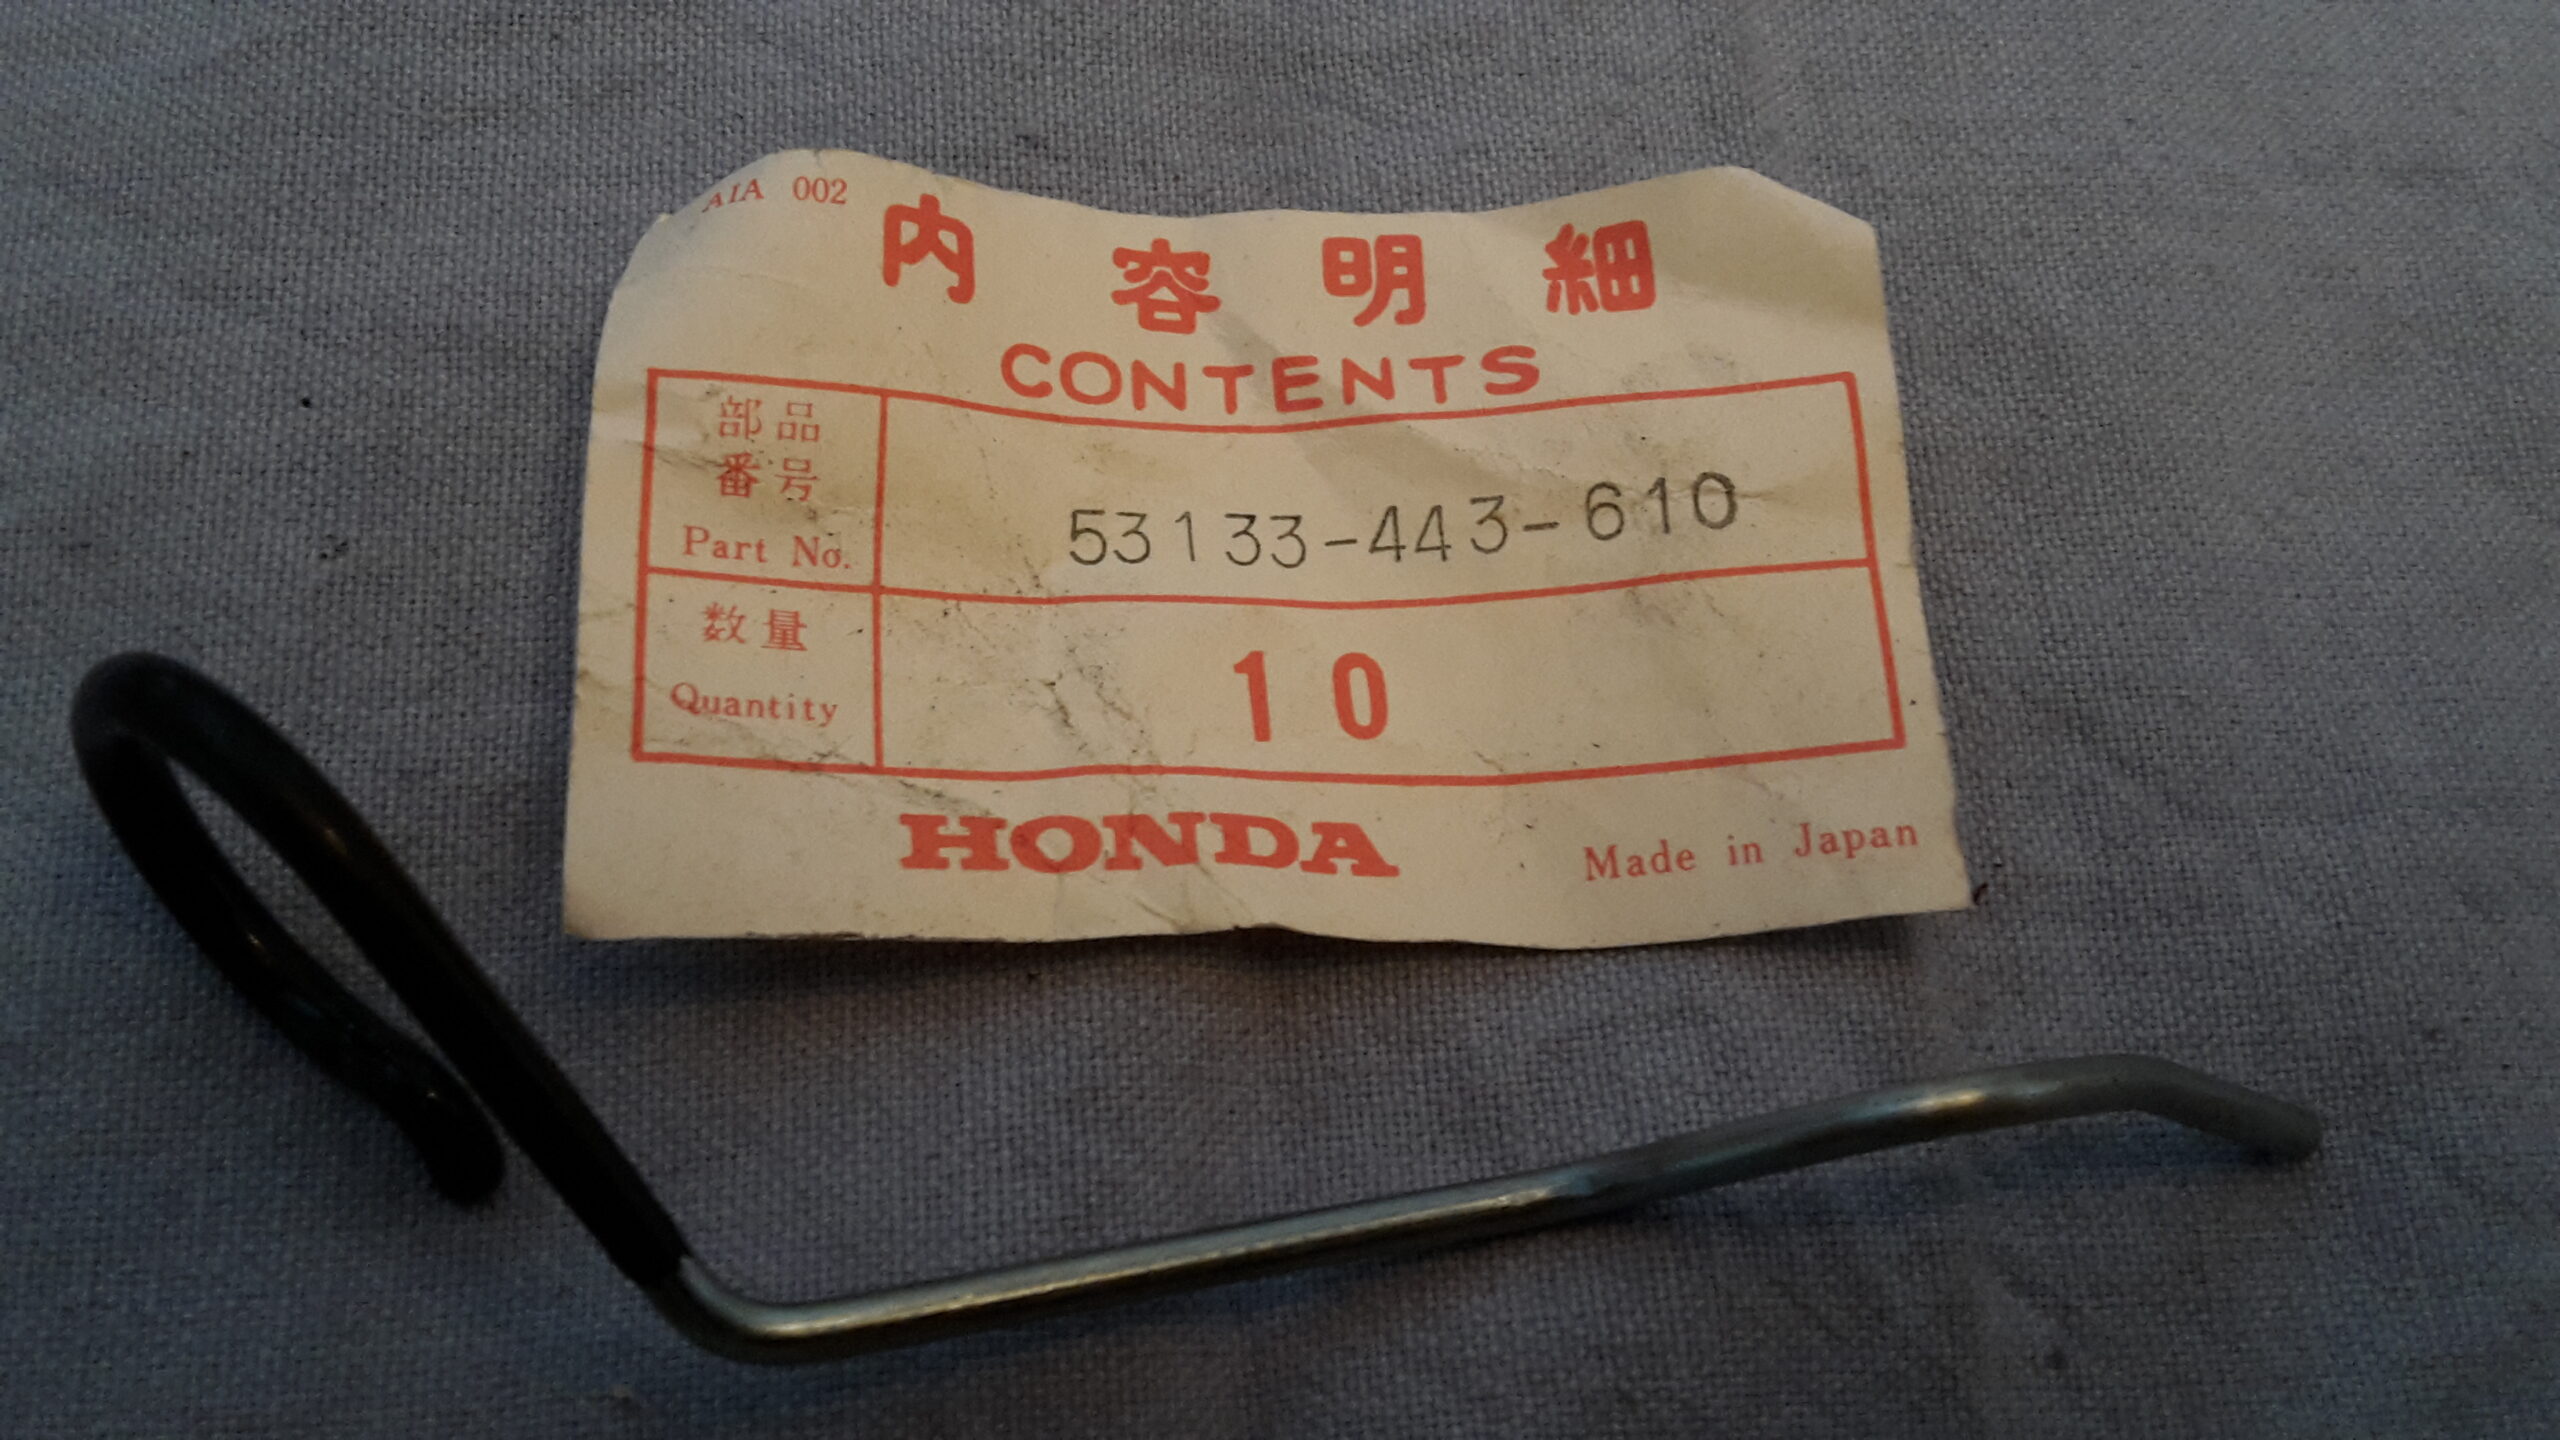 AIA 002
内容明細
CONTENTS
部品
番号
Part No.
53133-443-610
数量
Quantity
10
HONDA
Made in Japan